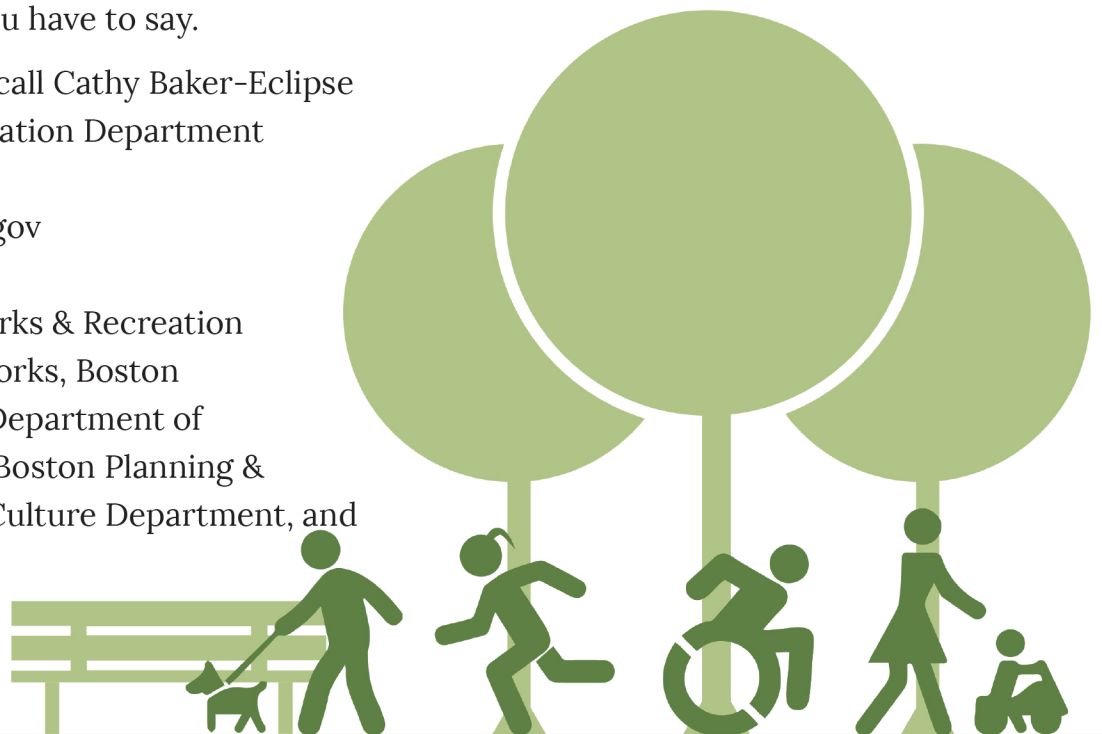 u have to say.
call Cathy Baker-Eclipse
ation Department
gov
rks & Recreation
orks, Boston
Department of
Boston Planning &
Culture Department, and